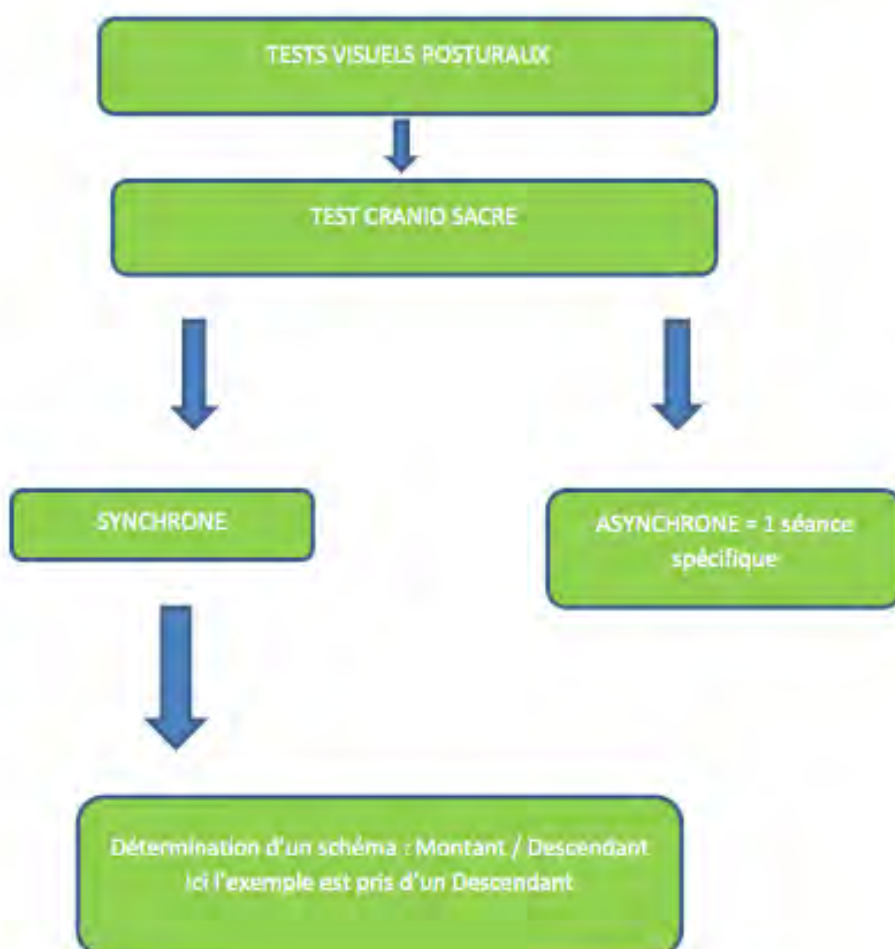 TESTS VISUELS POSTURAUX
TEST CRANIO SACRE
SYNCHRONE
ASYNCHRONE = 1 séance
spécifique
Détermination d'un schéma : Montant / Descendant
Ici l'exemple est pris d'un Descendant